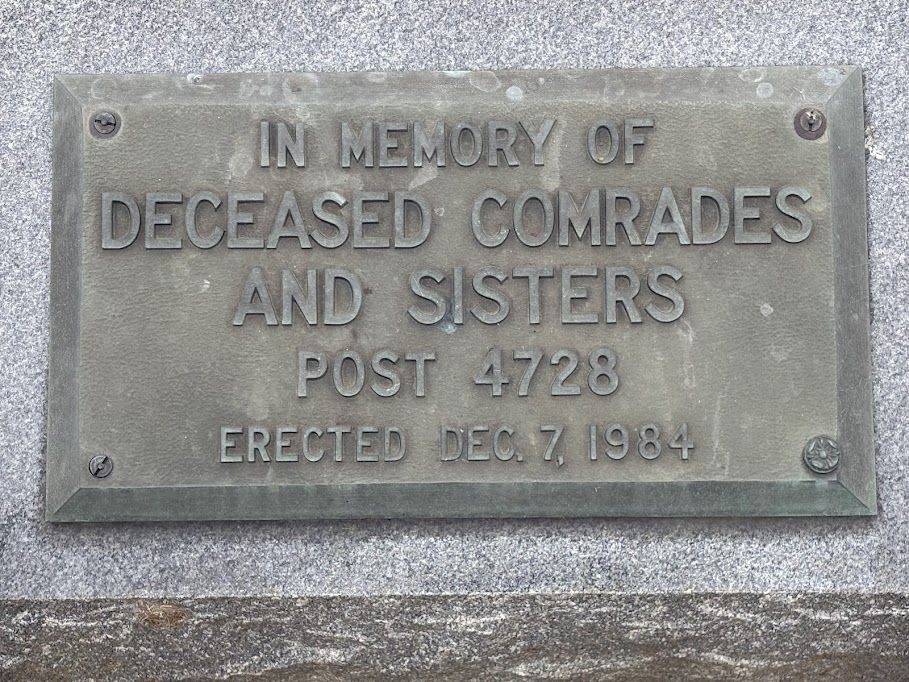 IN MEMORY OF
DECEASED COMRADES
AND SISTERS
POST 4728
ERECTED DEC. 7, 1984